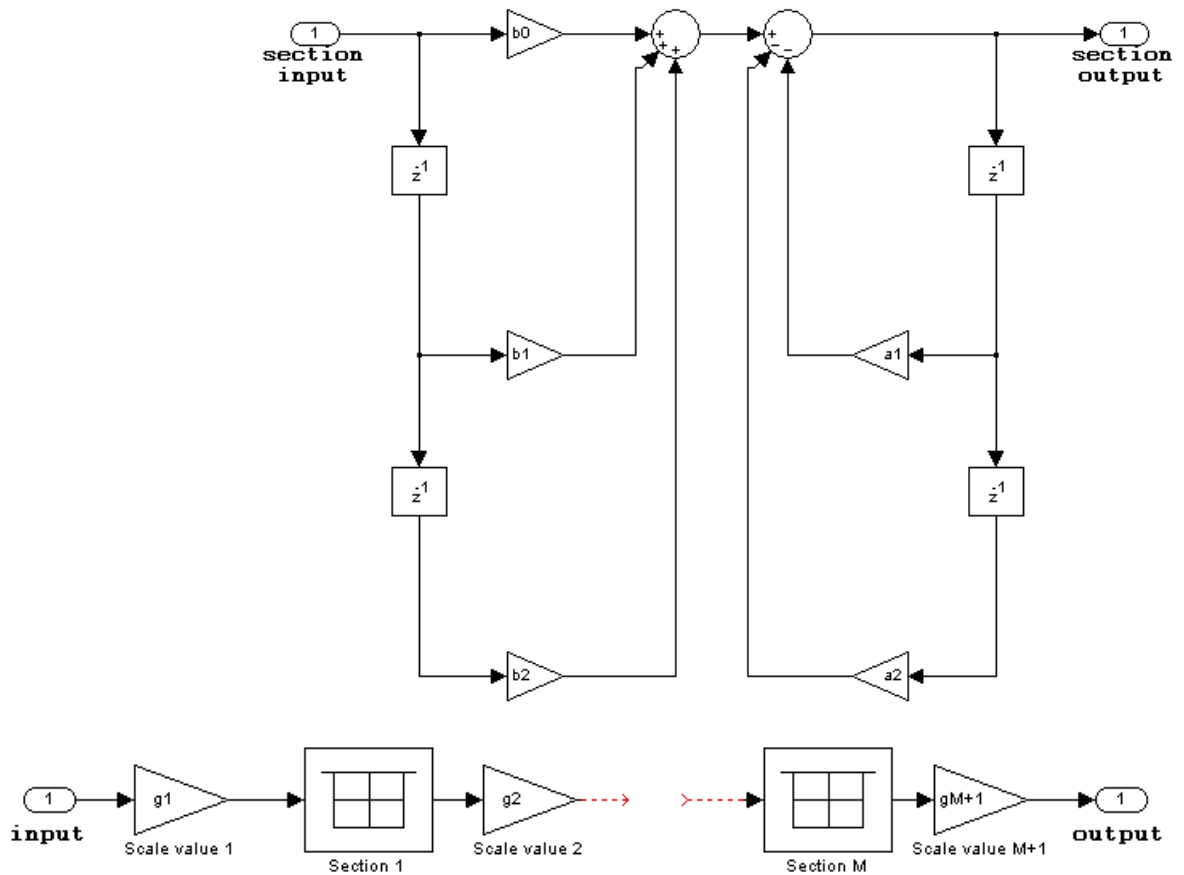 1
b0
+
+
+
+
−
−
1
section
input
section
output
z-1
z-1
b1
a1
z-1
z-1
b2
a2
1
g1
g2
gM+1
1
input
output
Scale value 1
Section 1
Scale value 2
Section M
Scale value M+1